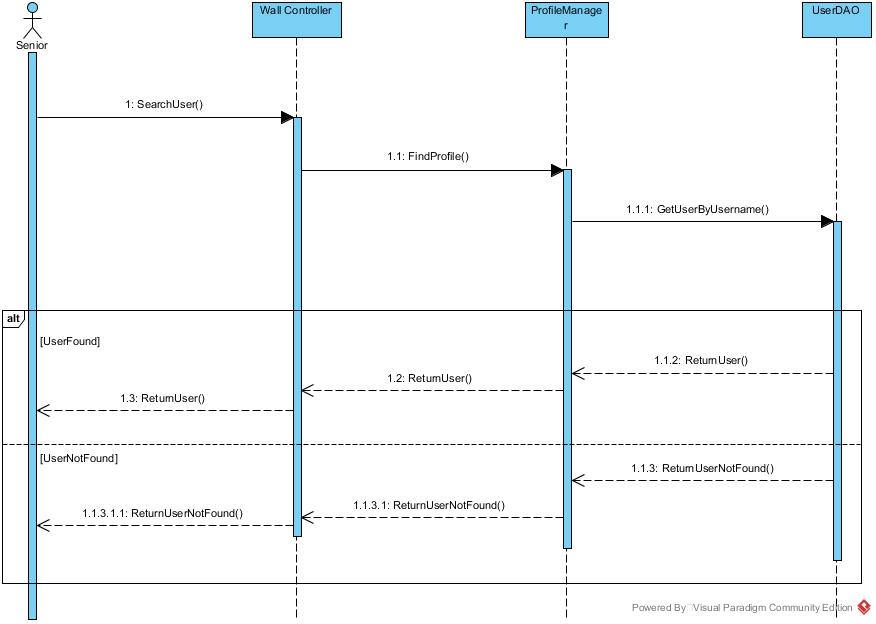 Senior
Wall Controller
ProfileManage
r
UserDAO
1: SearchUser()
1.1: FindProfile()
1.1.1: GetUserByUsername()
alt
[UserFound]
1.1.2: ReturnUser()
1.2: ReturnUser()
1.3: ReturnUser()
[UserNotFound]
1.1.3: ReturnUserNotFound()
1.1.3.1: ReturnUserNotFound()
1.1.3.1.1: ReturnUserNotFound()
Powered By Visual Paradigm Community Edition